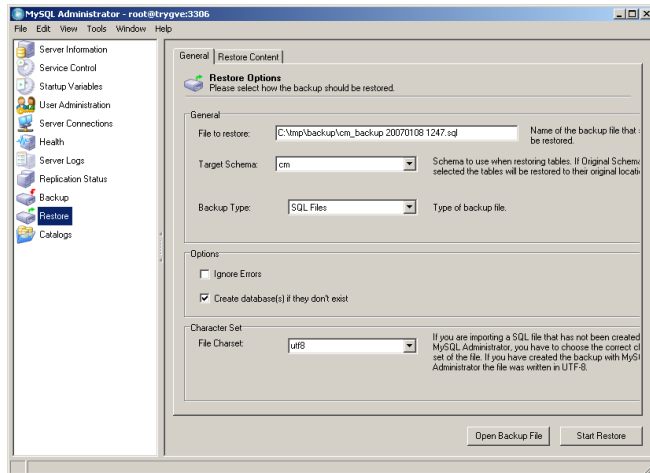 MySQL Administrator - root@trygve:3306
File Edit View Tools Window Help
Server Information
Service Control
Startup Variables
User Administration
Server Connections
Health
Server Logs
Replication Status
Backup
Restore
Catalogs
General
Restore Content
Restore Options
Please select how the backup should be restored.
General
File to restore:
C:\tmp\backup\cm_backup 20070108 1247.sql
Name of the backup file that
be restored.
Target Schema:
cm
Schema to use when restoring tables. If Original Schema
selected the tables will be restored to their original
Backup Type:
SQL Files
Type of backup file.
Options
Ignore Errors
Create database(s) if they don't exist
Character Set
File Charset:
utf8
If you are importing a SQL file that has not been created
MySQL Administrator, you have to choose the correct
set of the file. If you have created the backup with
Administrator the file was written in UTF-8.
Open Backup File
Start Restore